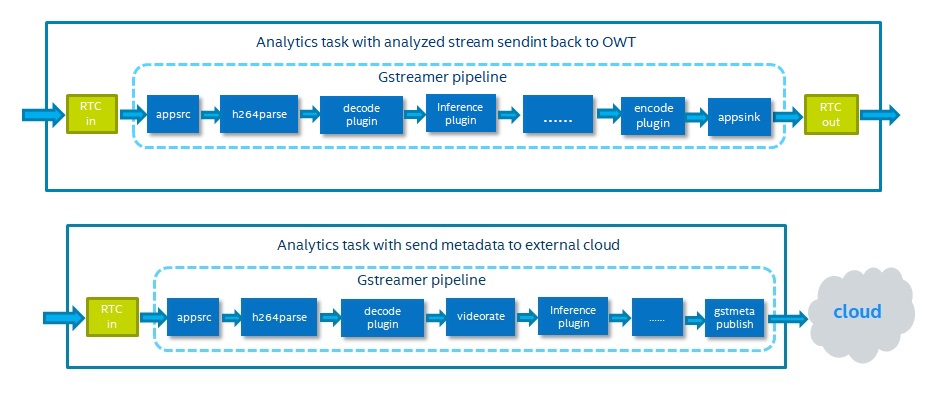 Analytics task with analyzed stream sendint back to OWT
Gstreamer pipeline
RTC
in
appsrc
h264parse
decode
plugin
Inference
plugin
......
encode
plugin
appsink
RTC
out
Analytics task with send metadata to external cloud
Gstreamer pipeline
RTC
in
appsrc
h264parse
decode
plugin
videorate
Inference
plugin
......
gstmeta
publish
cloud